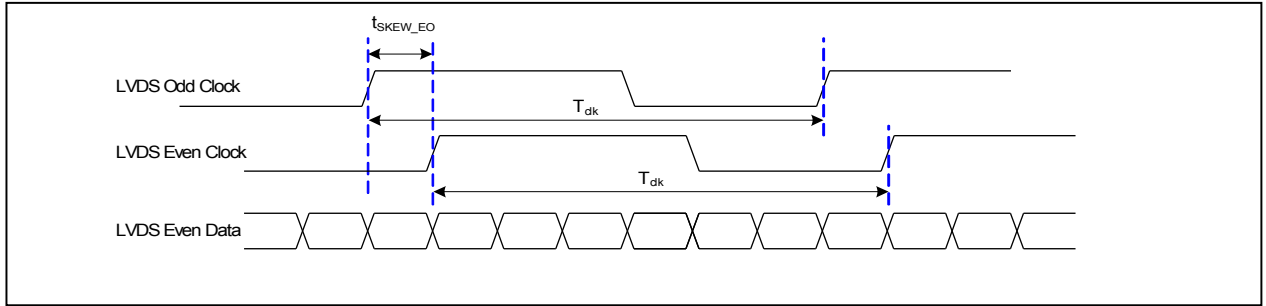 tSKEW_EO
LVDS Odd Clock
Tdk
LVDS Even Clock
Tdk
LVDS Even Data